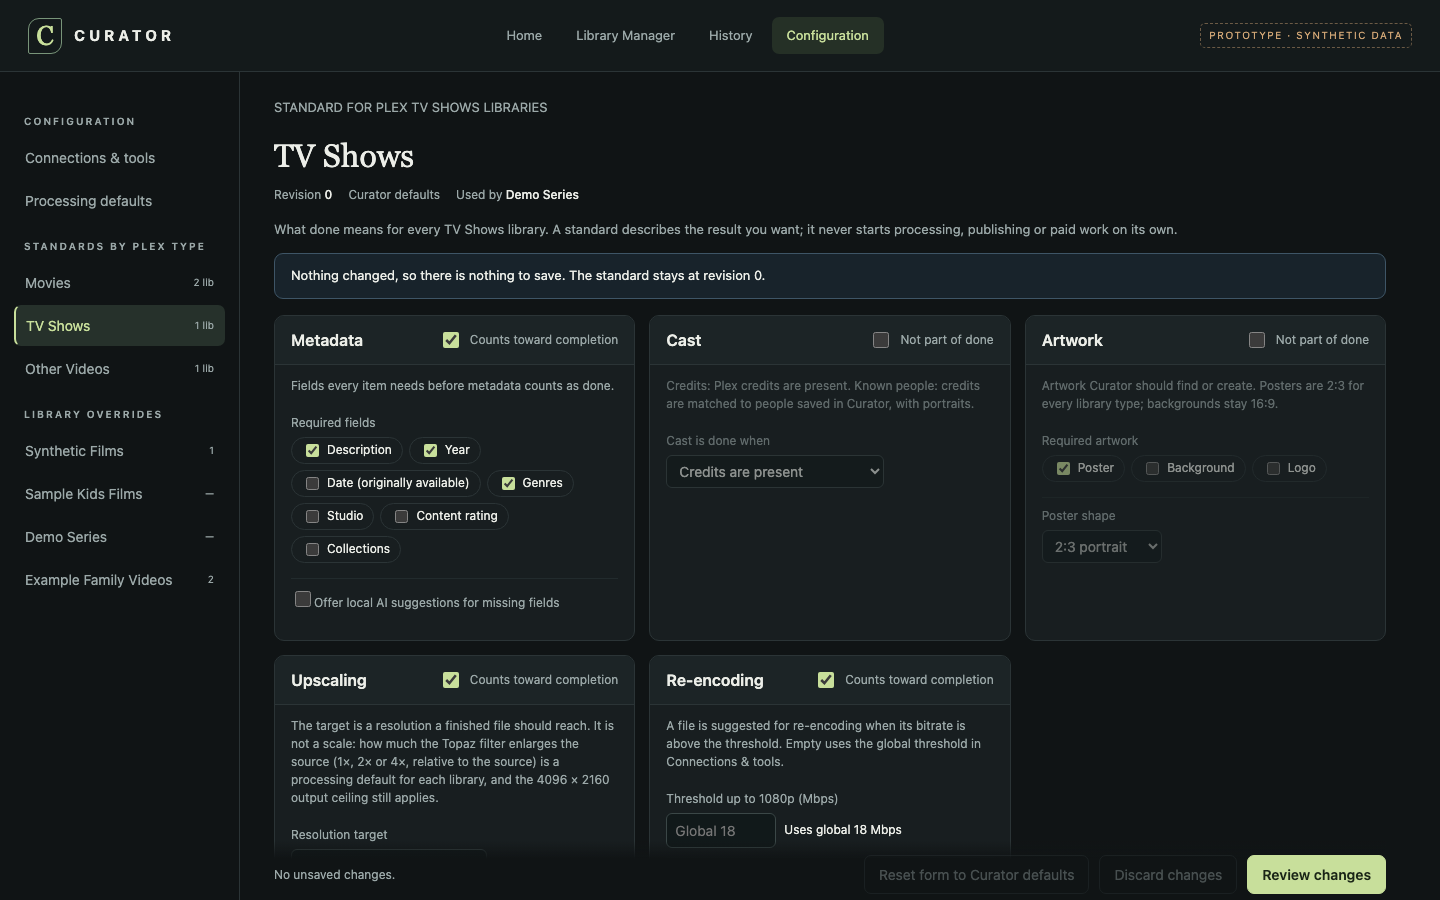 C CURATOR
Home Library Manager History Configuration
PROTOTYPE · SYNTHETIC DATA
CONFIGURATION
Connections & tools
Processing defaults
STANDARDS BY PLEX TYPE
Movies 2 lib
TV Shows 1 lib
Other Videos 1 lib
LIBRARY OVERRIDES
Synthetic Films 1
Sample Kids Films –
Demo Series –
Example Family Videos 2
STANDARD FOR PLEX TV SHOWS LIBRARIES
TV Shows
Revision 0 Curator defaults Used by Demo Series
What done means for every TV Shows library. A standard describes the result you want; it never starts processing, publishing or paid work on its own.
Nothing changed, so there is nothing to save. The standard stays at revision 0.
Metadata Counts toward completion
Fields every item needs before metadata counts as done.
Required fields
Description Year
Date (originally available) Genres
Studio Content rating
Collections
Offer local AI suggestions for missing fields
Cast Not part of done
Credits: Plex credits are present. Known people: credits
are matched to people saved in Curator, with portraits.
Cast is done when
Credits are present
Artwork Not part of done
Artwork Curator should find or create. Posters are 2:3 for
every library type; backgrounds stay 16:9.
Required artwork
Poster Background Logo
Poster shape
2:3 portrait
Upscaling Counts toward completion
The target is a resolution a finished file should reach. It is
not a scale: how much the Topaz filter enlarges the
source (1×, 2× or 4×, relative to the source) is a
processing default for each library, and the 4096 × 2160
output ceiling still applies.
Resolution target
Re-encoding Counts toward completion
A file is suggested for re-encoding when its bitrate is
above the threshold. Empty uses the global threshold in
Connections & tools.
Threshold up to 1080p (Mbps)
Global 18 Uses global 18 Mbps
No unsaved changes.
Reset form to Curator defaults Discard changes Review changes